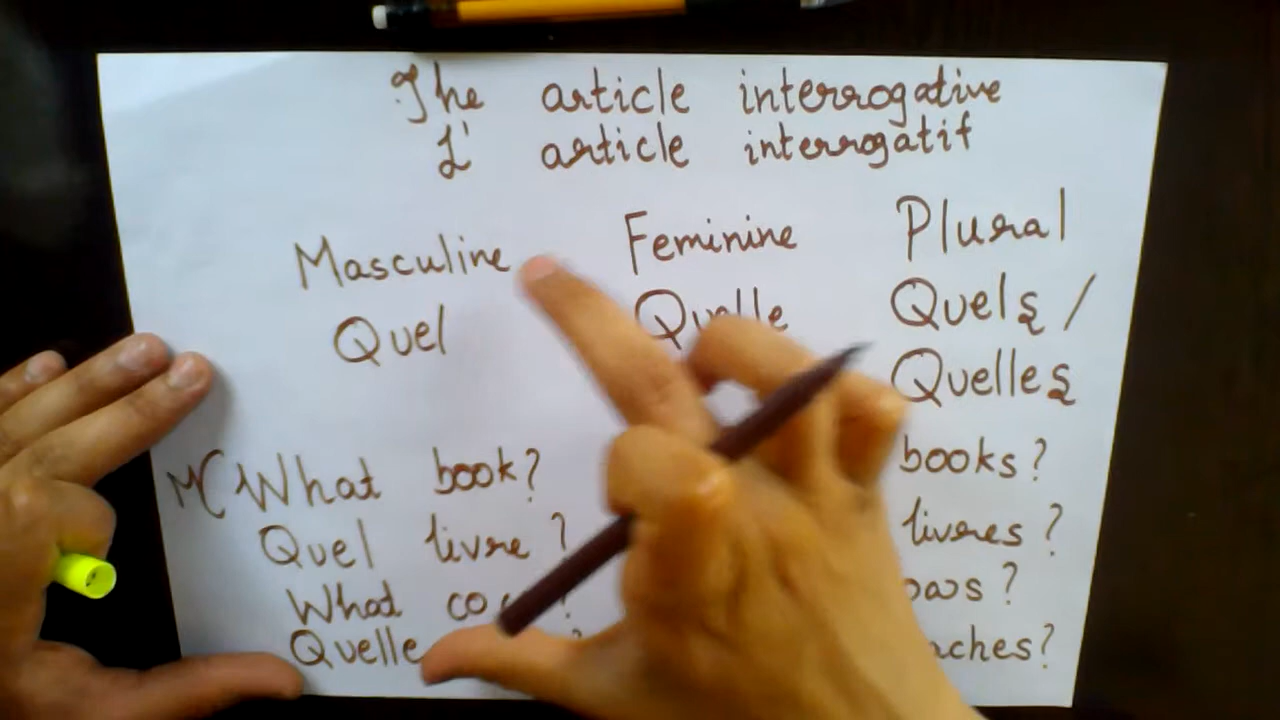 The article interrogative
L' article interrogatif
Masculine Feminine Plural
Quel Quelle Quels /
Quelles
What book? books?
Quel livre ? livres ?
What ?
Quelle ?